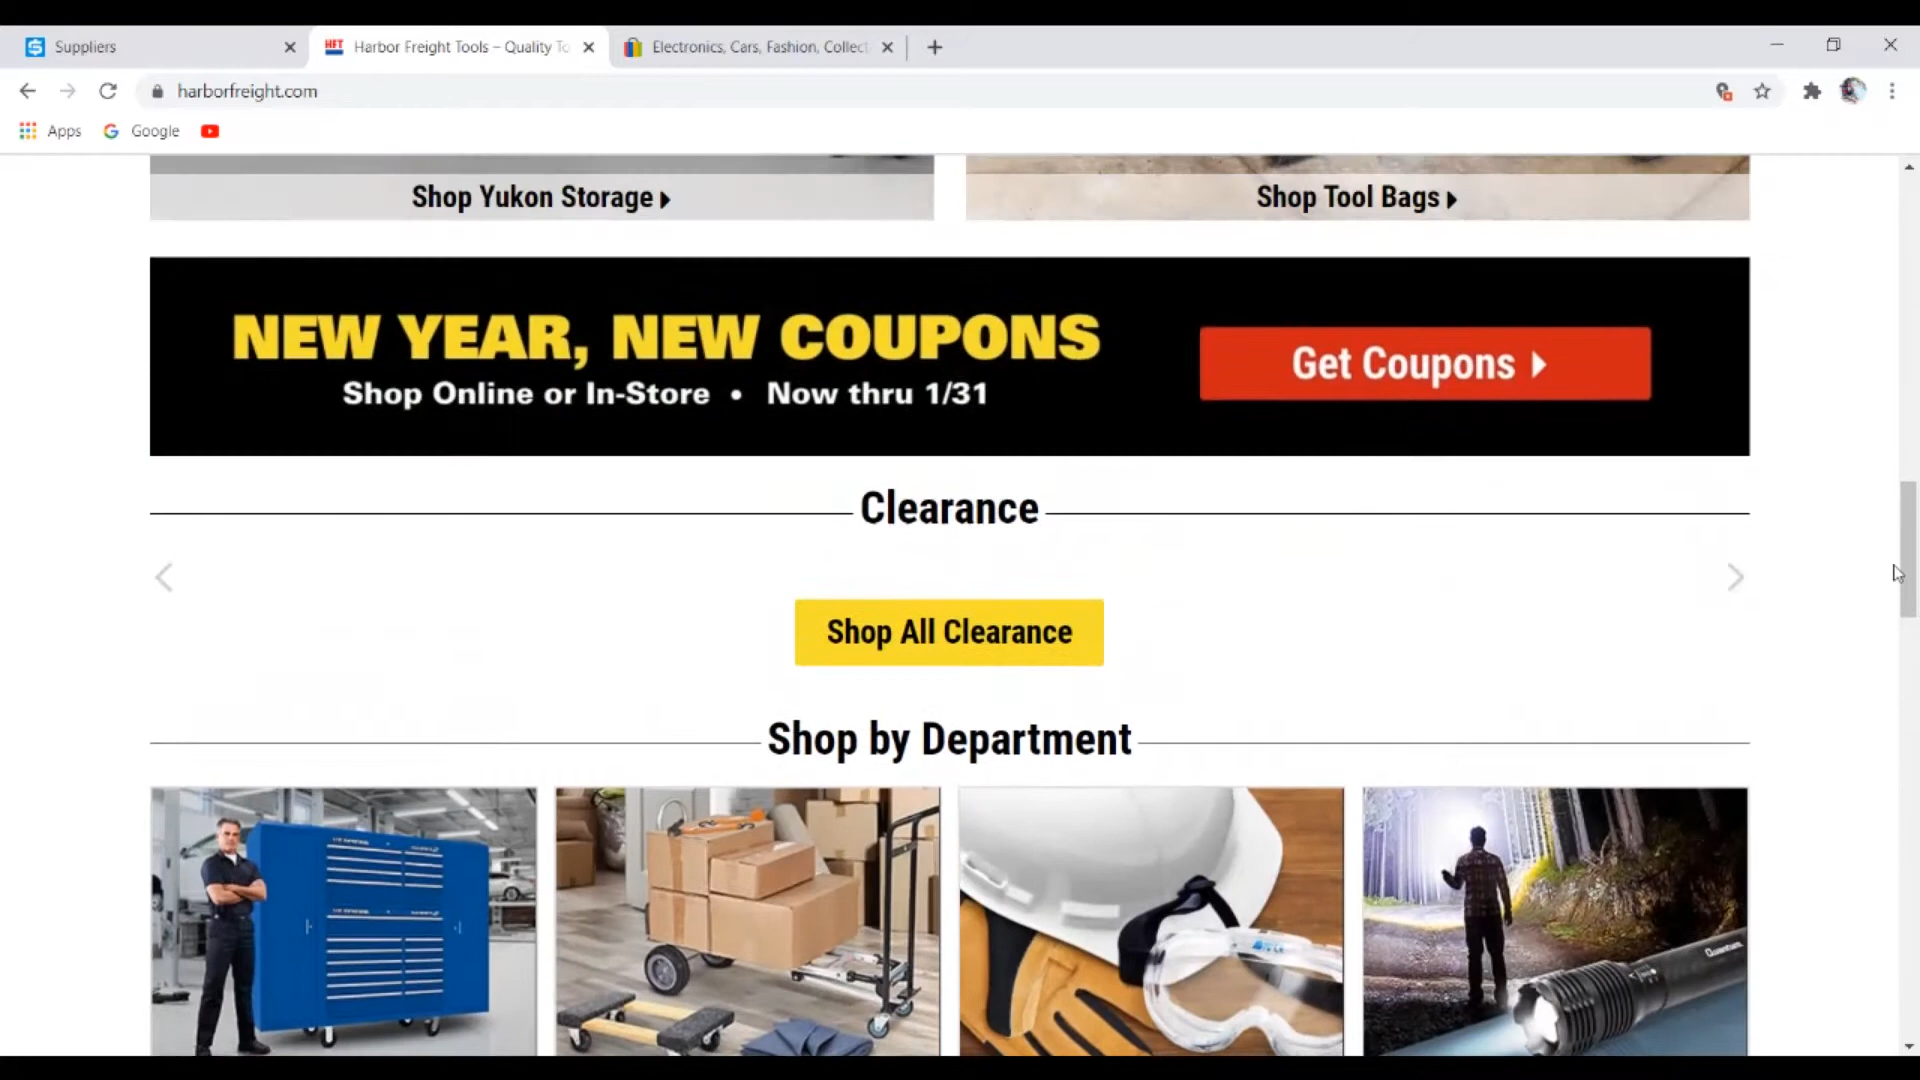 Suppliers
HFT Harbor Freight Tools – Quality To
Electronics, Cars, Fashion, Collect
harborfreight.com
Apps
Google
Shop Yukon Storage
Shop Tool Bags
NEW YEAR, NEW COUPONS
Shop Online or In-Store • Now thru 1/31
Get Coupons
Clearance
Shop All Clearance
Shop by Department
Quantum